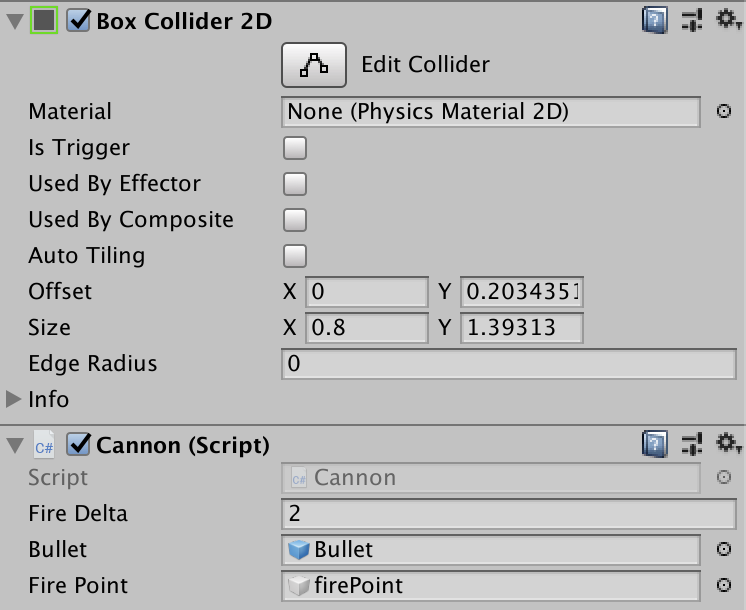 Box Collider 2D
Edit Collider
Material None (Physics Material 2D)
Is Trigger
Used By Effector
Used By Composite
Auto Tiling
Offset X 0 Y 0.2034351
Size X 0.8 Y 1.39313
Edge Radius 0
Info
C# Cannon (Script)
Script c# Cannon
Fire Delta 2
Bullet Bullet
Fire Point firePoint